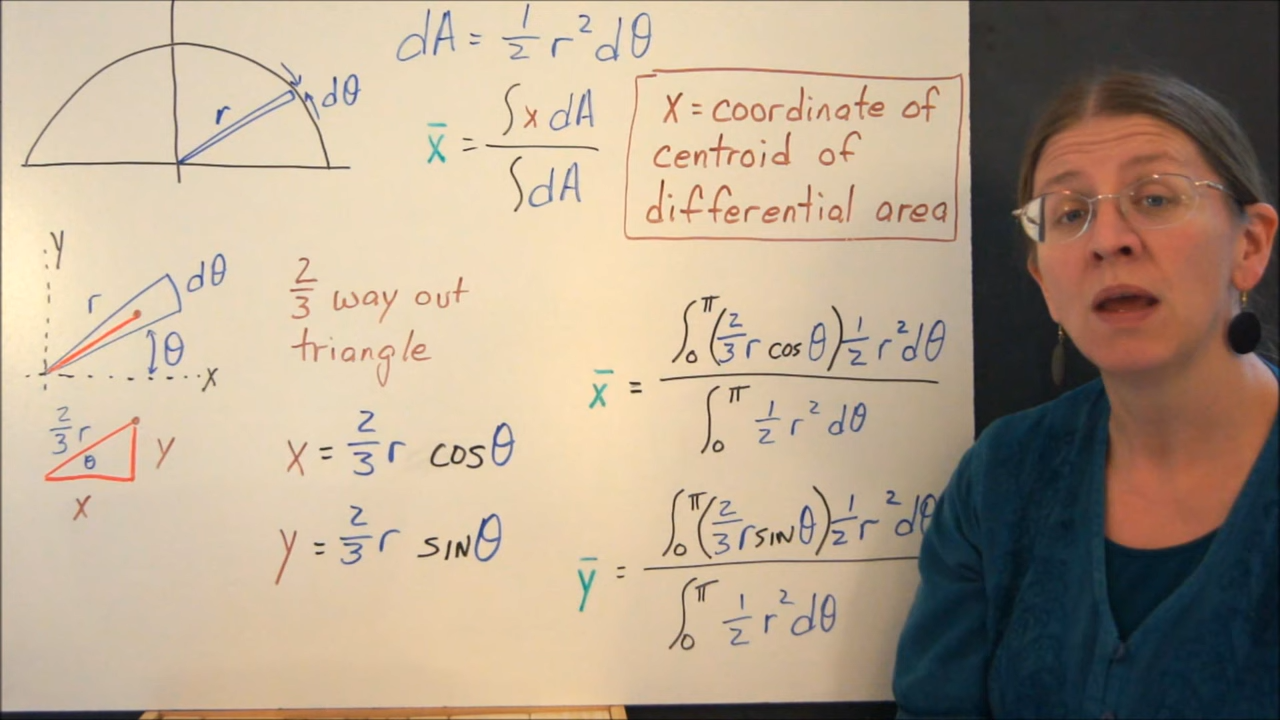 dA = 1/2 r² dθ
r
dθ
x̄ = ∫x dA / ∫dA
x = coordinate of
centroid of
differential area
y
r
dθ
θ
x
2/3 way out
triangle
2/3 r
θ
y
x
x = 2/3 r cosθ
y = 2/3 r sinθ
x̄ = ∫₀^π (2/3 r cosθ) 1/2 r² dθ / ∫₀^π 1/2 r² dθ
ȳ = ∫₀^π (2/3 r sinθ) 1/2 r² dθ / ∫₀^π 1/2 r² dθ